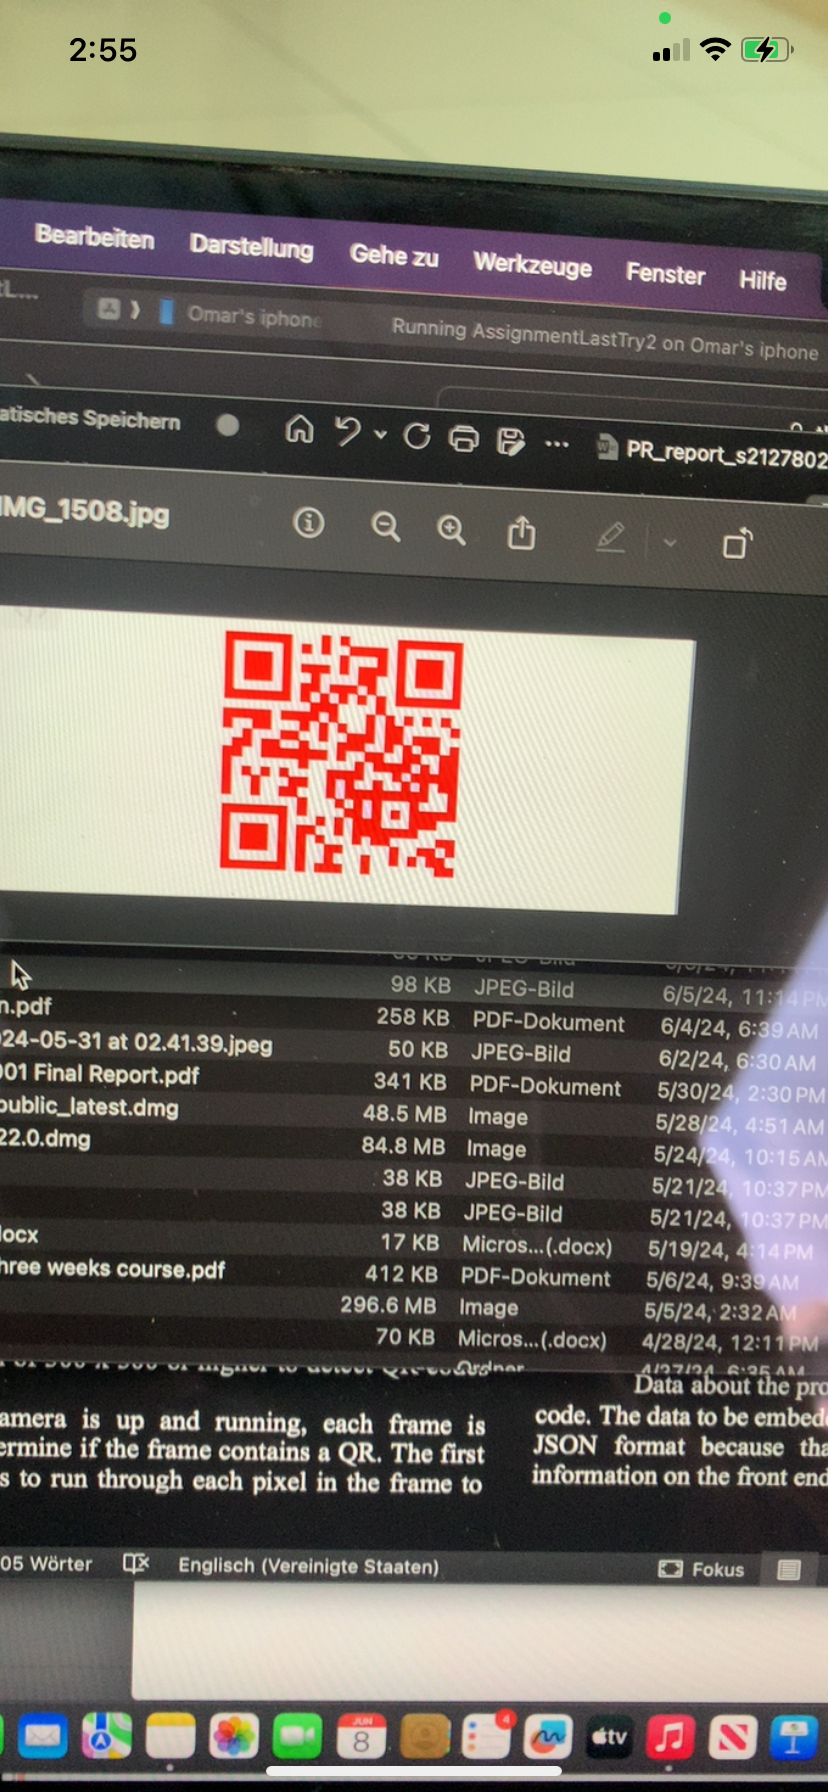 2:55
Bearbeiten Darstellung Gehe zu Werkzeuge Fenster Hilfe
Omar's iphone Running AssignmentLastTry2 on Omar's iphone
atisches Speichern PR_report_s2127802
IMG_1508.jpg
98 KB JPEG-Bild 6/5/24, 11:14 PM
n.pdf 258 KB PDF-Dokument 6/4/24, 6:39 AM
24-05-31 at 02.41.39.jpeg 50 KB JPEG-Bild 6/2/24, 6:30 AM
001 Final Report.pdf 341 KB PDF-Dokument 5/30/24, 2:30 PM
public_latest.dmg 48.5 MB Image 5/28/24, 4:51 AM
22.0.dmg 84.8 MB Image 5/24/24, 10:15 AM
38 KB JPEG-Bild 5/21/24, 10:37 PM
38 KB JPEG-Bild 5/21/24, 10:37 PM
docx 17 KB Micros...(.docx) 5/19/24, 4:14 PM
hree weeks course.pdf 412 KB PDF-Dokument 5/6/24, 9:39 AM
296.6 MB Image 5/5/24, 2:32 AM
70 KB Micros...(.docx) 4/28/24, 12:11 PM
amera is up and running, each frame is
ermine if the frame contains a QR. The first
s to run through each pixel in the frame to
Data about the pro
code. The data to be embed
JSON format because tha
information on the front end
05 Wörter Englisch (Vereinigte Staaten) Fokus
JUN
8
4
tv